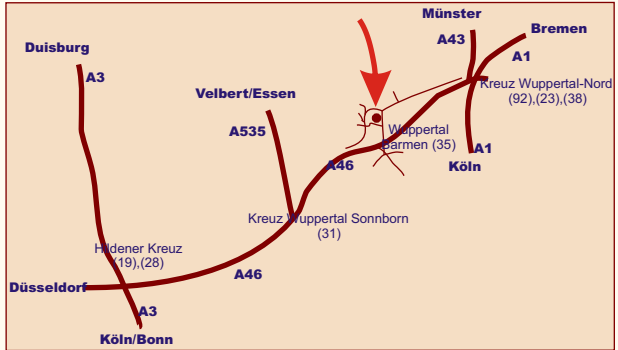 Münster
A43
Bremen
A1
Duisburg
A3
Velbert/Essen
Kreuz Wuppertal-Nord
(92),(23),(38)
A535
Wuppertal
Barmen (35)
A1
Köln
A46
Kreuz Wuppertal Sonnborn
(31)
Hildener Kreuz
(19),(28)
A46
Düsseldorf
A3
Köln/Bonn